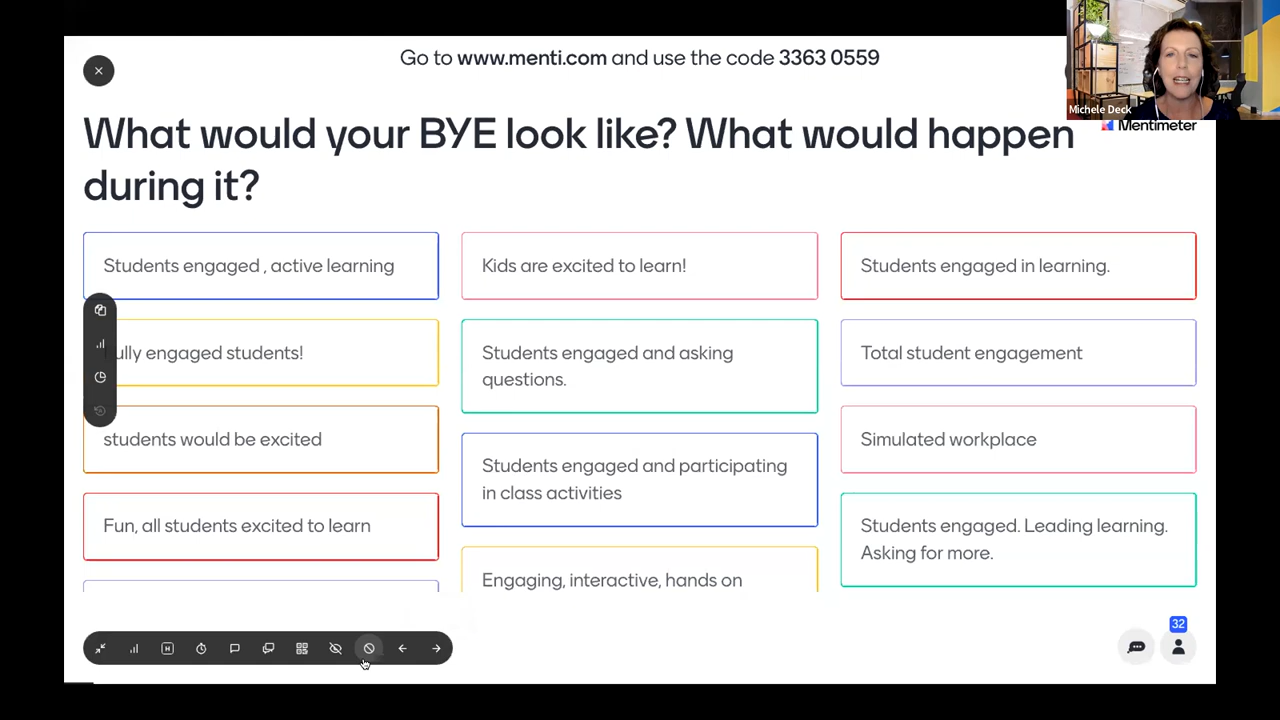 Go to www.menti.com and use the code 3363 0559
Michele Deck
Mentimeter
What would your BYE look like? What would happen
during it?
Students engaged , active learning
Kids are excited to learn!
Students engaged in learning.
ully engaged students!
Students engaged and asking
questions.
Total student engagement
students would be excited
Students engaged and participating
in class activities
Simulated workplace
Fun, all students excited to learn
Engaging, interactive, hands on
Students engaged. Leading learning.
Asking for more.
H
32